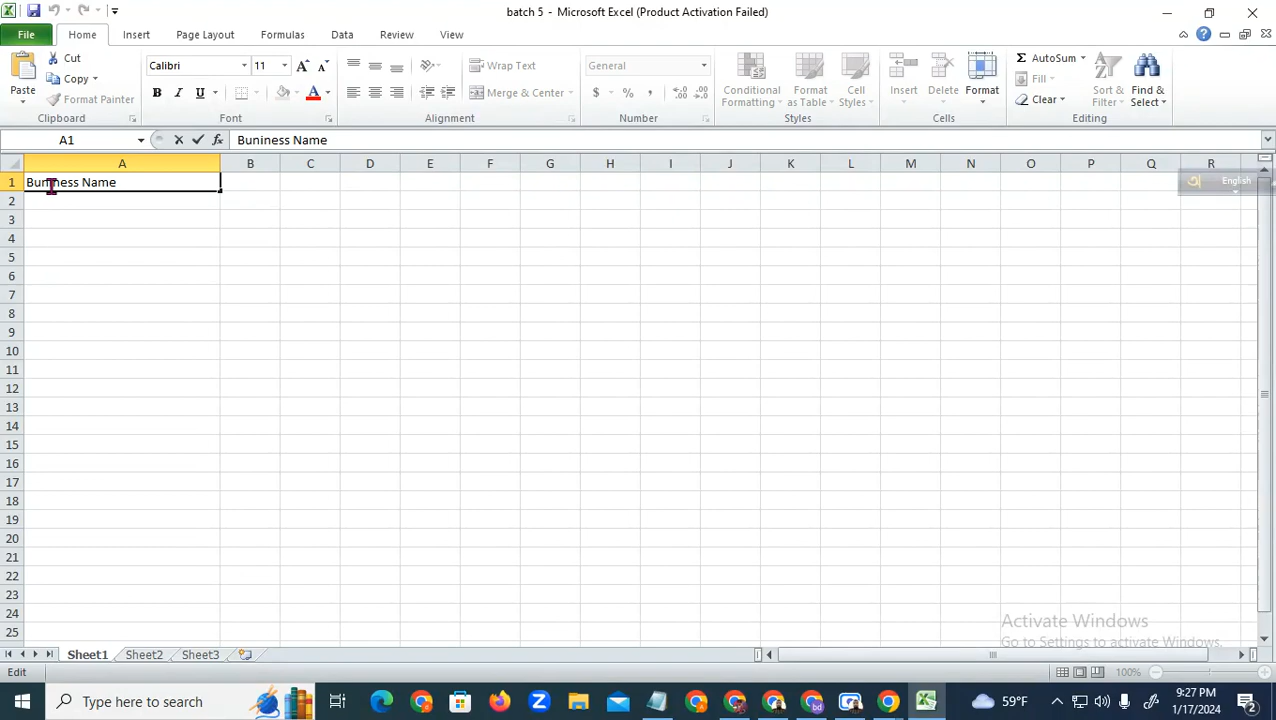 batch 5 - Microsoft Excel (Product Activation Failed)
File Home Insert Page Layout Formulas Data Review View
Paste
Cut
Copy
Format Painter
Clipboard
Calibri 11
B I U
Font
Wrap Text
Merge & Center
Alignment
General
$ % ,
Number
Conditional Formatting
Format as Table
Cell Styles
Styles
Insert Delete Format
Cells
Σ AutoSum
Fill
Clear
Sort & Filter
Find & Select
Editing
A1 fx Buniness Name
A B C D E F G H I J K L M N O P Q R
1 Buniness Name
English
2
3
4
5
6
7
8
9
10
11
12
13
14
15
16
17
18
19
20
21
22
23
24
25
Activate Windows
Go to Settings to activate Windows.
Sheet1 Sheet2 Sheet3
Edit 100%
Type here to search
59°F
9:27 PM
1/17/2024
2